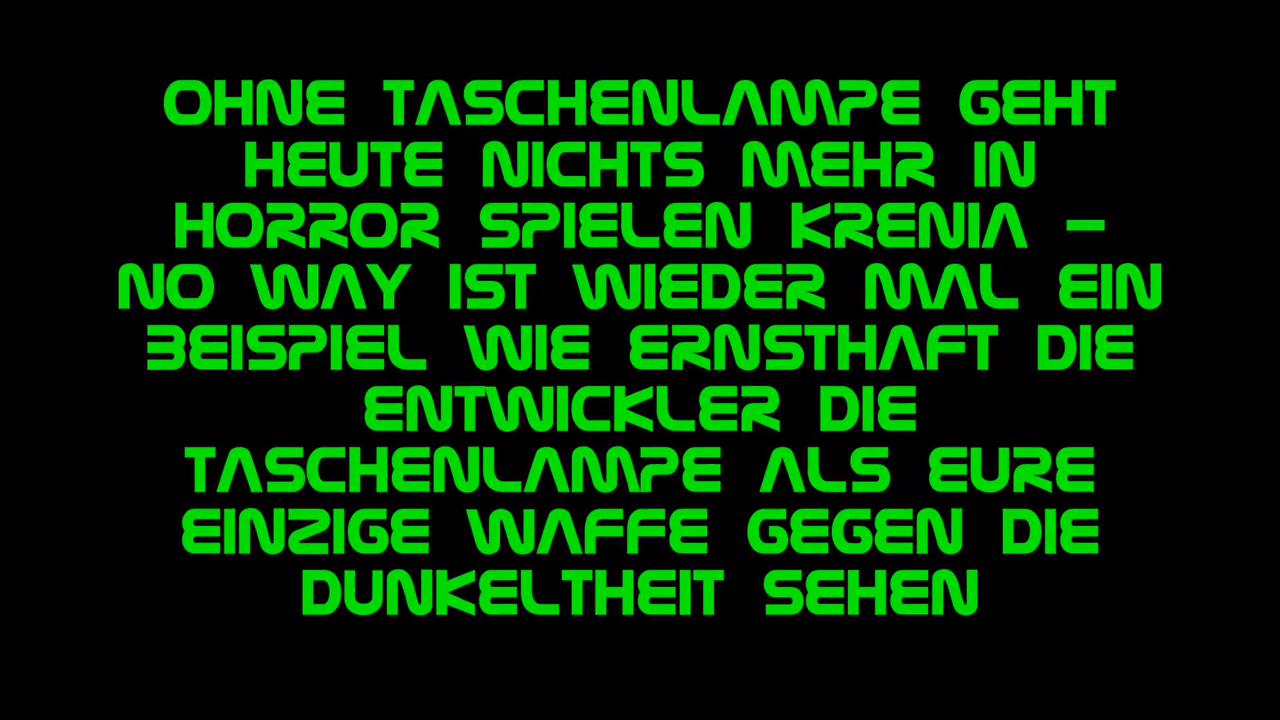 OHNE TASCHENLAMPE GEHT
HEUTE NICHTS MEHR IN
HORROR SPIELEN KRENIA –
NO WAY IST WIEDER MAL EIN
BEISPIEL WIE ERNSTHAFT DIE
ENTWICKLER DIE
TASCHENLAMPE ALS EURE
EINZIGE WAFFE GEGEN DIE
DUNKELTHEIT SEHEN